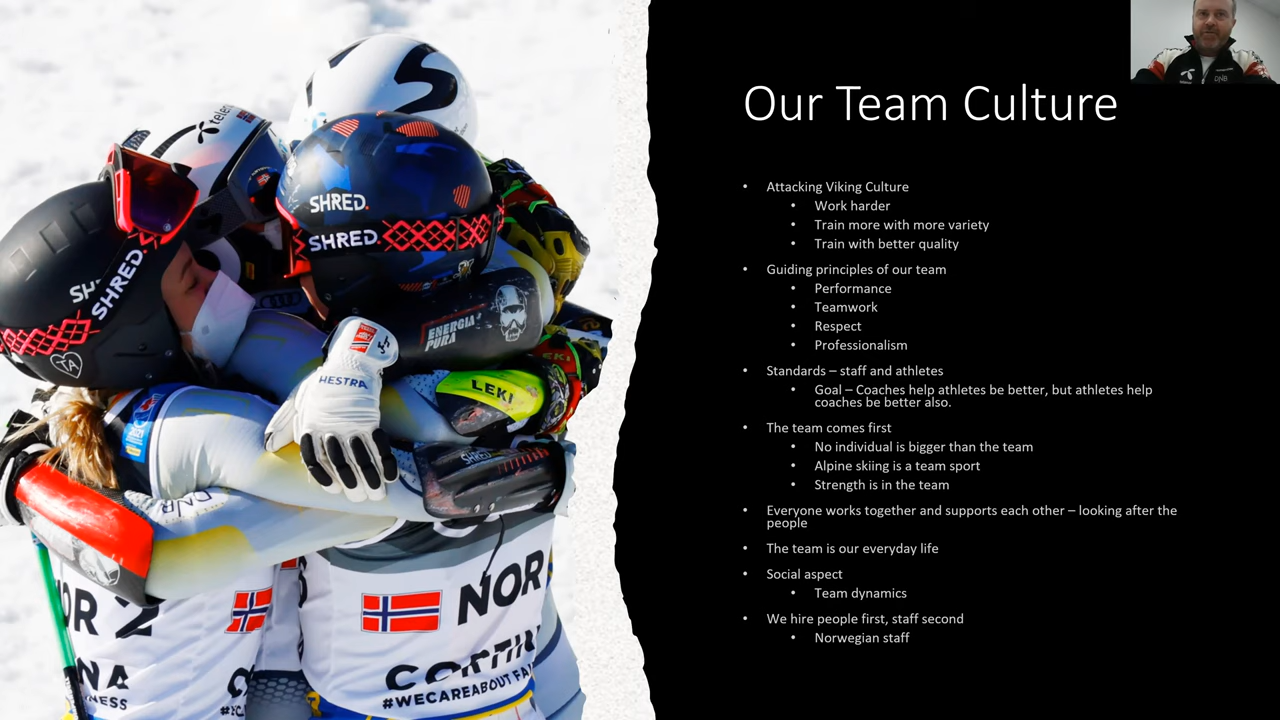 Our Team Culture
• Attacking Viking Culture
• Work harder
• Train more with more variety
• Train with better quality
• Guiding principles of our team
• Performance
• Teamwork
• Respect
• Professionalism
• Standards – staff and athletes
• Goal – Coaches help athletes be better, but athletes help
coaches be better also.
• The team comes first
• No individual is bigger than the team
• Alpine skiing is a team sport
• Strength is in the team
• Everyone works together and supports each other – looking after the
people
• The team is our everyday life
• Social aspect
• Team dynamics
• We hire people first, staff second
• Norwegian staff
S
SHRED.
SHRED.
SHRED
TA
ENERGIA
PURA
HESTRA
LEKI
LEKI
DNB
NOR
#WECAREABOUT
DNB